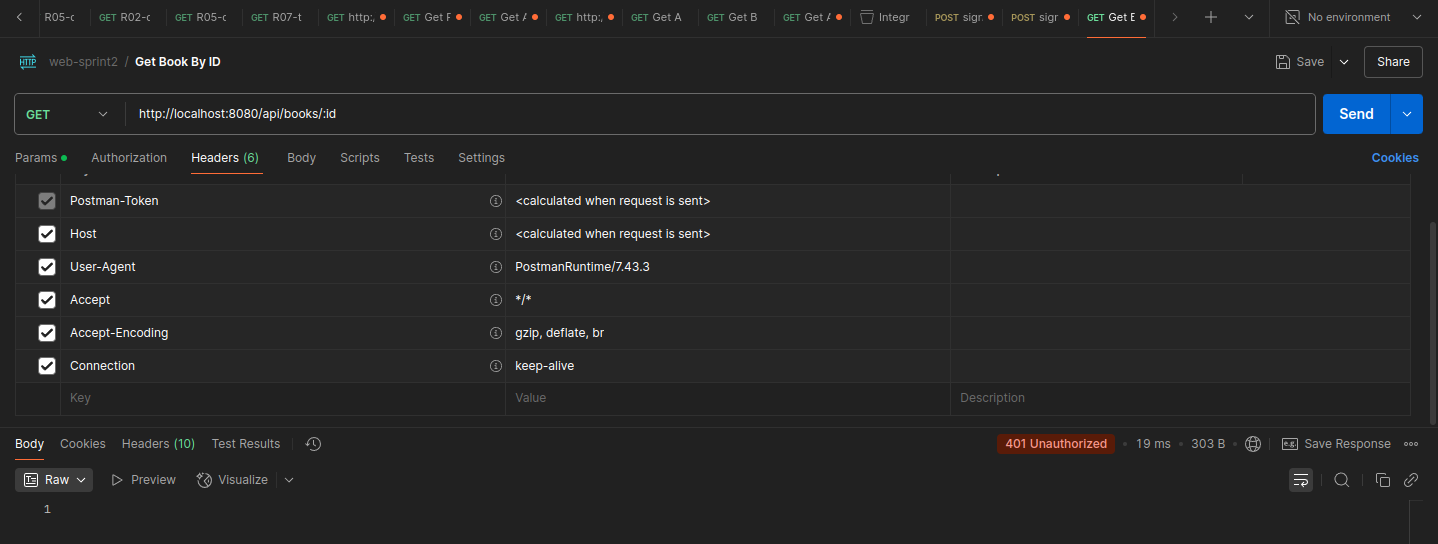 R05-c GET R02-c GET R05-c GET R07-t GET http:, GET Get F GET Get A GET http:, GET Get A GET Get B GET Get A Integr POST sigr. POST sigr GET Get E No environment
HTTP web-sprint2 / Get Book By ID Save Share
GET http://localhost:8080/api/books/:id Send
Params Authorization Headers (6) Body Scripts Tests Settings Cookies
Postman-Token <calculated when request is sent>
Host <calculated when request is sent>
User-Agent PostmanRuntime/7.43.3
Accept */*
Accept-Encoding gzip, deflate, br
Connection keep-alive
Key Value Description
Body Cookies Headers (10) Test Results 401 Unauthorized • 19 ms • 303 B • e.g. Save Response
Raw Preview Visualize
1